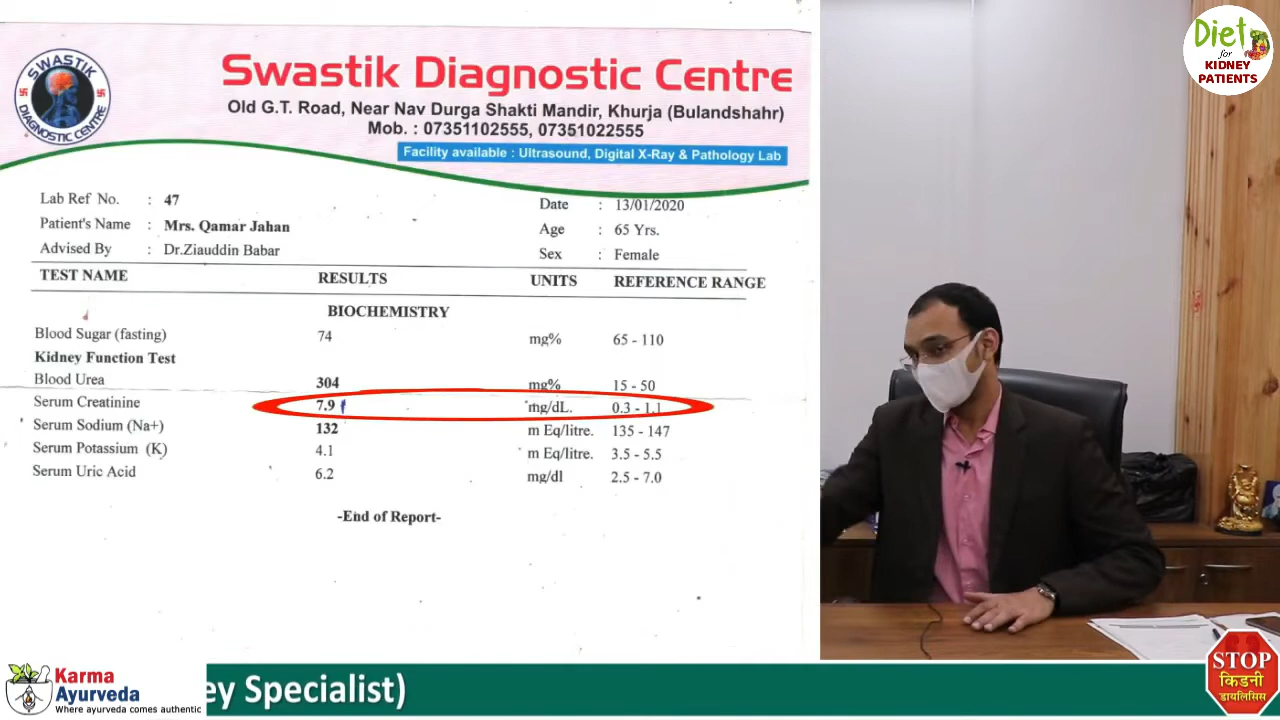 SWASTIK
DIAGNOSTIC CENTRE
Swastik Diagnostic Centre
Old G.T. Road, Near Nav Durga Shakti Mandir, Khurja (Bulandshahr)
Mob. : 07351102555, 07351022555
Facility available : Ultrasound, Digital X-Ray & Pathology Lab
Lab Ref No. : 47
Date : 13/01/2020
Patient's Name : Mrs. Qamar Jahan
Age : 65 Yrs.
Advised By : Dr.Ziauddin Babar
Sex : Female
TEST NAME RESULTS UNITS REFERENCE RANGE
BIOCHEMISTRY
Blood Sugar (fasting) 74 mg% 65 - 110
Kidney Function Test
Blood Urea 304 mg% 15 - 50
Serum Creatinine 7.9 mg/dL. 0.3 - 1.1
Serum Sodium (Na+) 132 m Eq/litre. 135 - 147
Serum Potassium (K) 4.1 m Eq/litre. 3.5 - 5.5
Serum Uric Acid 6.2 mg/dl 2.5 - 7.0
-End of Report-
Diet
for
KIDNEY
PATIENTS
Karma
Ayurveda
Where ayurveda comes authentic
ey Specialist)
STOP
किडनी
डायलिसिस